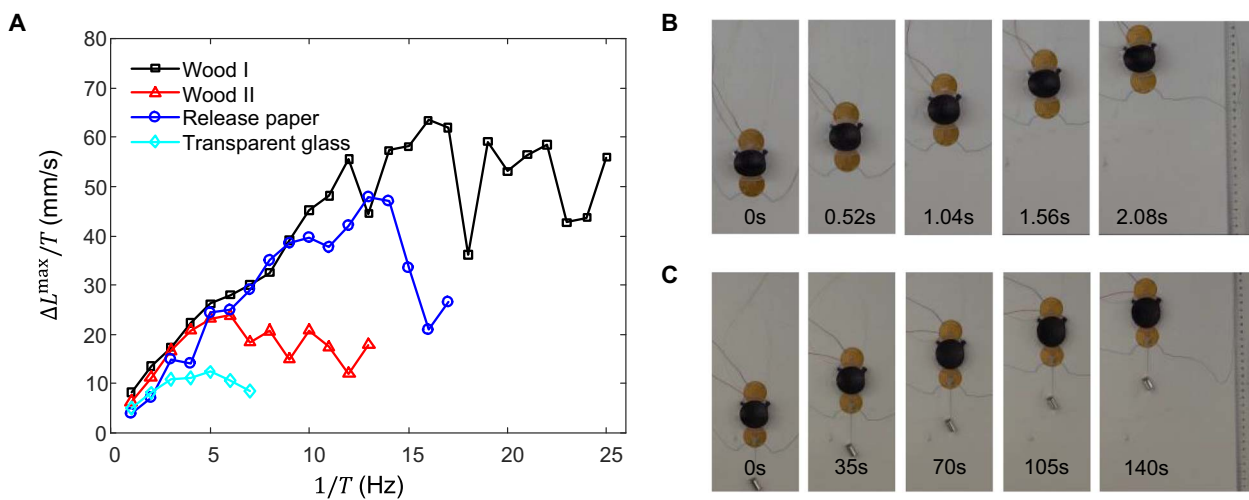 A
80
70
60
50
40
30
20
10
0
ΔLᵐᵃˣ/T (mm/s)
Wood I
Wood II
Release paper
Transparent glass
0
5
10
15
20
25
1/T (Hz)
B
0s
0.52s
1.04s
1.56s
2.08s
C
0s
35s
70s
105s
140s